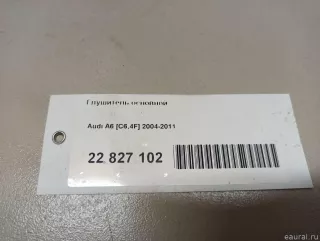 Глушитель основной
Audi A6 [C6,4F] 2004-2011
22 827 102
eaural.ru